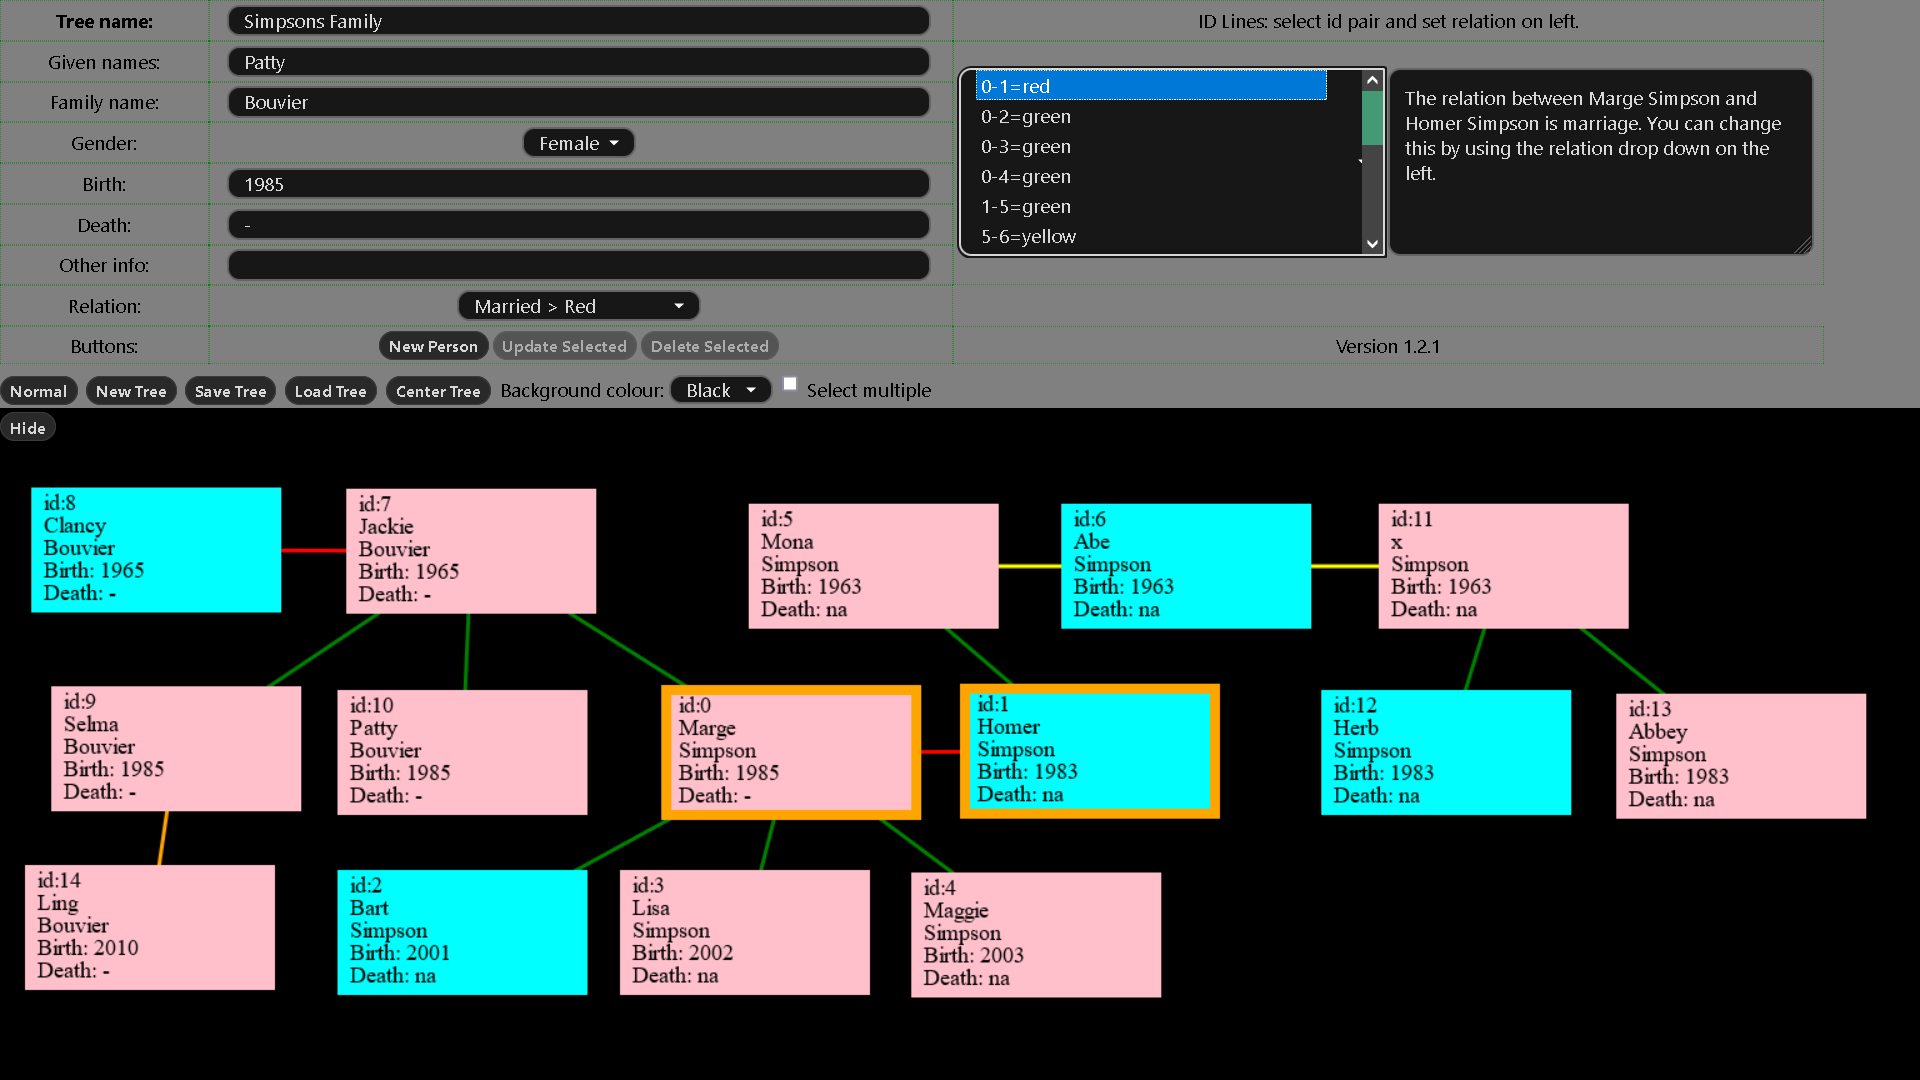 Tree name: Simpsons Family
ID Lines: select id pair and set relation on left.
Given names: Patty
Family name: Bouvier
Gender: Female
Birth: 1985
Death: -
Other info:
Relation: Married > Red
Buttons: New Person Update Selected Delete Selected
0-1=red
0-2=green
0-3=green
0-4=green
1-5=green
5-6=yellow
The relation between Marge Simpson and
Homer Simpson is marriage. You can change
this by using the relation drop down on the
left.
Version 1.2.1
Normal New Tree Save Tree Load Tree Center Tree Background colour: Black Select multiple
Hide
id:8
Clancy
Bouvier
Birth: 1965
Death: -
id:7
Jackie
Bouvier
Birth: 1965
Death: -
id:5
Mona
Simpson
Birth: 1963
Death: na
id:6
Abe
Simpson
Birth: 1963
Death: na
id:11
x
Simpson
Birth: 1963
Death: na
id:9
Selma
Bouvier
Birth: 1985
Death: -
id:10
Patty
Bouvier
Birth: 1985
Death: -
id:0
Marge
Simpson
Birth: 1985
Death: -
id:1
Homer
Simpson
Birth: 1983
Death: na
id:12
Herb
Simpson
Birth: 1983
Death: na
id:13
Abbey
Simpson
Birth: 1983
Death: na
id:14
Ling
Bouvier
Birth: 2010
Death: -
id:2
Bart
Simpson
Birth: 2001
Death: na
id:3
Lisa
Simpson
Birth: 2002
Death: na
id:4
Maggie
Simpson
Birth: 2003
Death: na